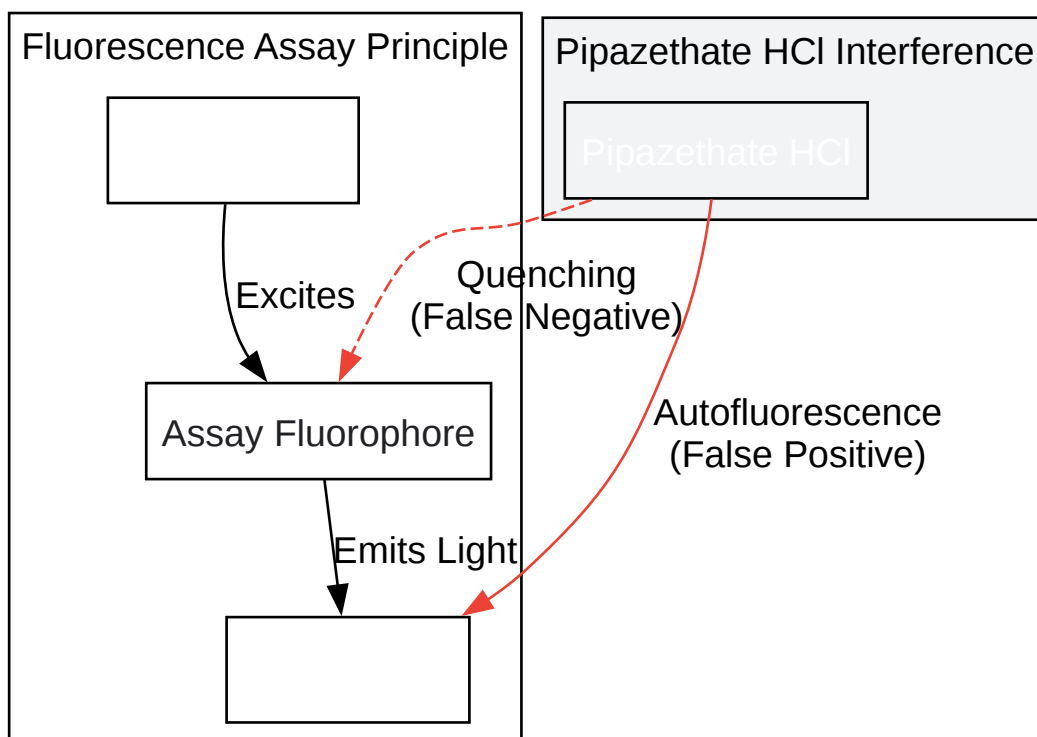 Fluorescence Assay Principle
Pipazethate HCl Interference
Pipazethate HCl
Excites
Quenching
(False Negative)
Assay Fluorophore
Autofluorescence
(False Positive)
Emits Light